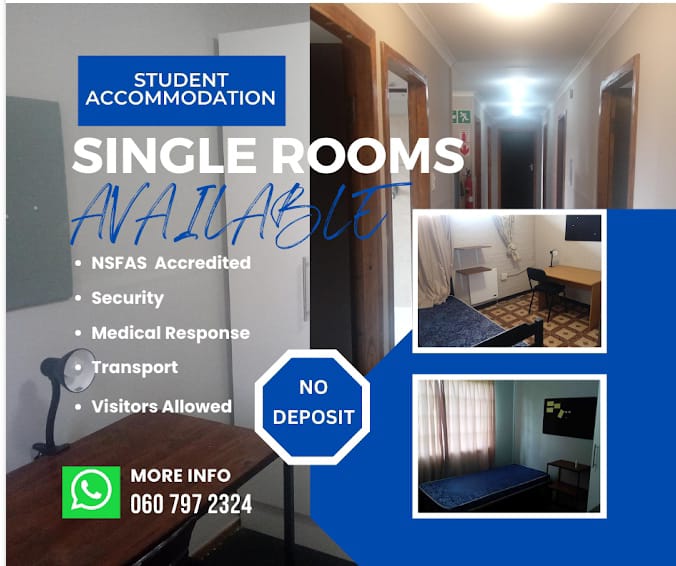 STUDENT
ACCOMMODATION
SINGLE ROOMS
AVAILABLE
• NSFAS Accredited
• Security
• Medical Response
• Transport
• Visitors Allowed
NO
DEPOSIT
MORE INFO
060 797 2324